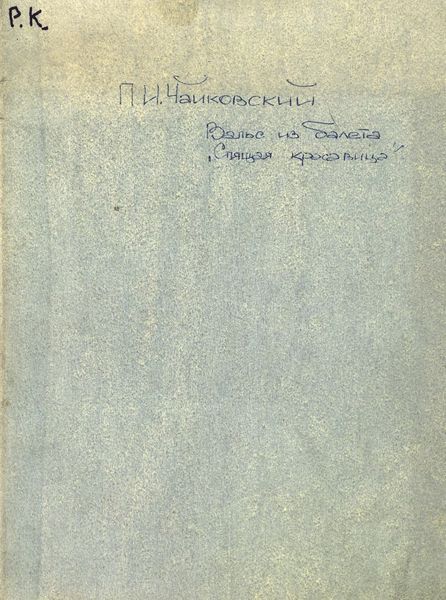 Р.К.
П.И.Чайковский
Вальс из балета
„Спящая красавица"